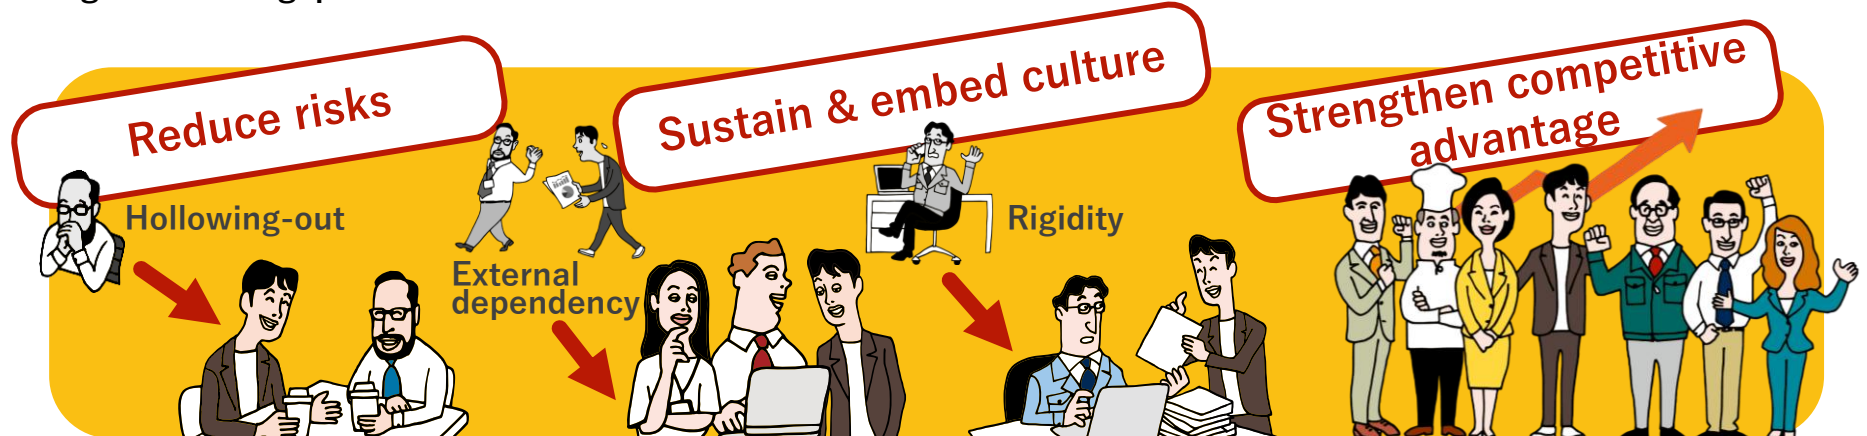 Reduce risks
Sustain & embed culture
Strengthen competitive
advantage
Hollowing-out
External
dependency
Rigidity